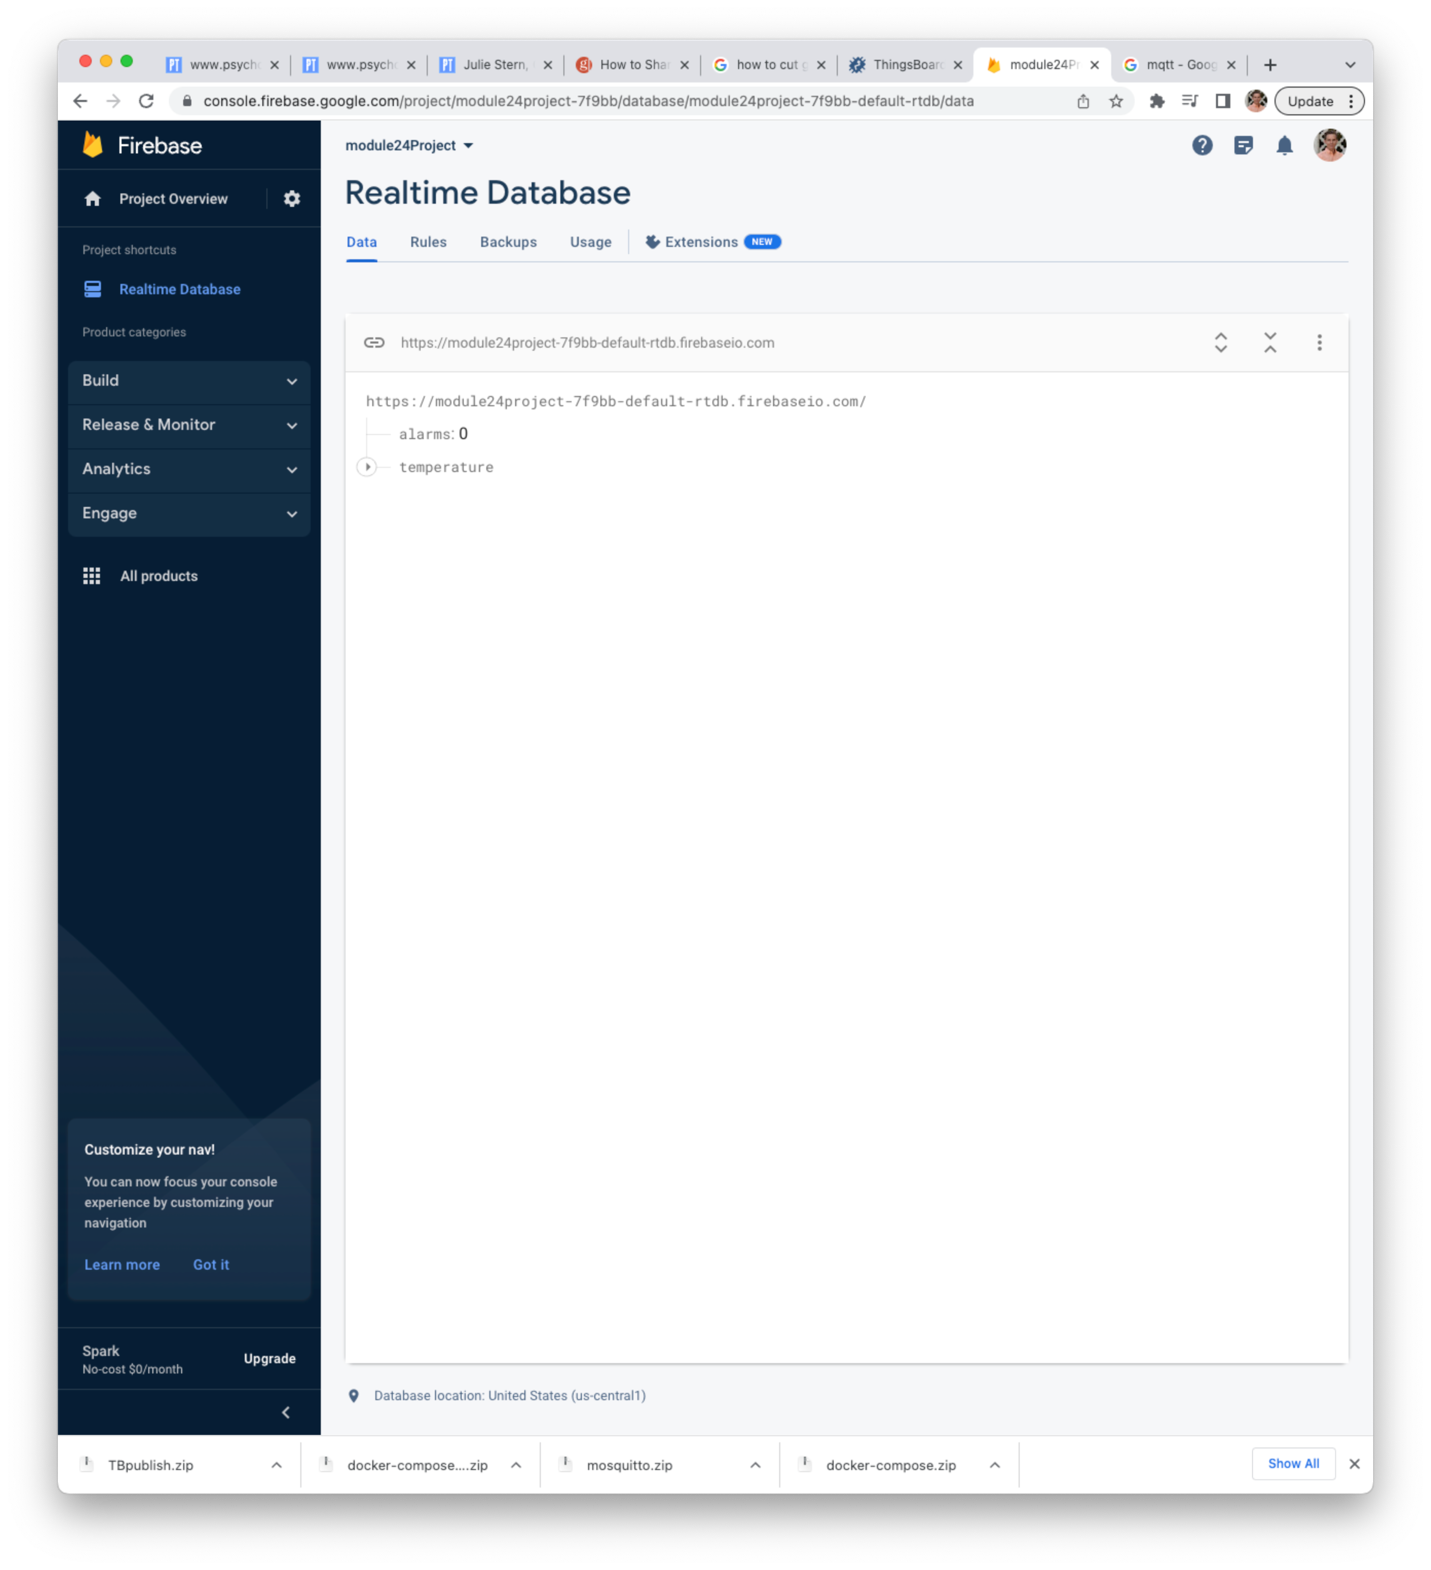 www.psych
www.psych
Julie Stern,
How to Shar
how to cut g
ThingsBoard
module24Pr
mqtt - Goog
console.firebase.google.com/project/module24project-7f9bb/database/module24project-7f9bb-default-rtdb/data
Update
Firebase
module24Project
Project Overview
Realtime Database
Data Rules Backups Usage Extensions NEW
Project shortcuts
Realtime Database
Product categories
Build
Release & Monitor
Analytics
Engage
All products
https://module24project-7f9bb-default-rtdb.firebaseio.com
https://module24project-7f9bb-default-rtdb.firebaseio.com/
alarms: 0
temperature
Customize your nav!
You can now focus your console
experience by customizing your
navigation
Learn more Got it
Spark
No-cost $0/month
Upgrade
Database location: United States (us-central1)
TBpublish.zip
docker-compose....zip
mosquitto.zip
docker-compose.zip
Show All